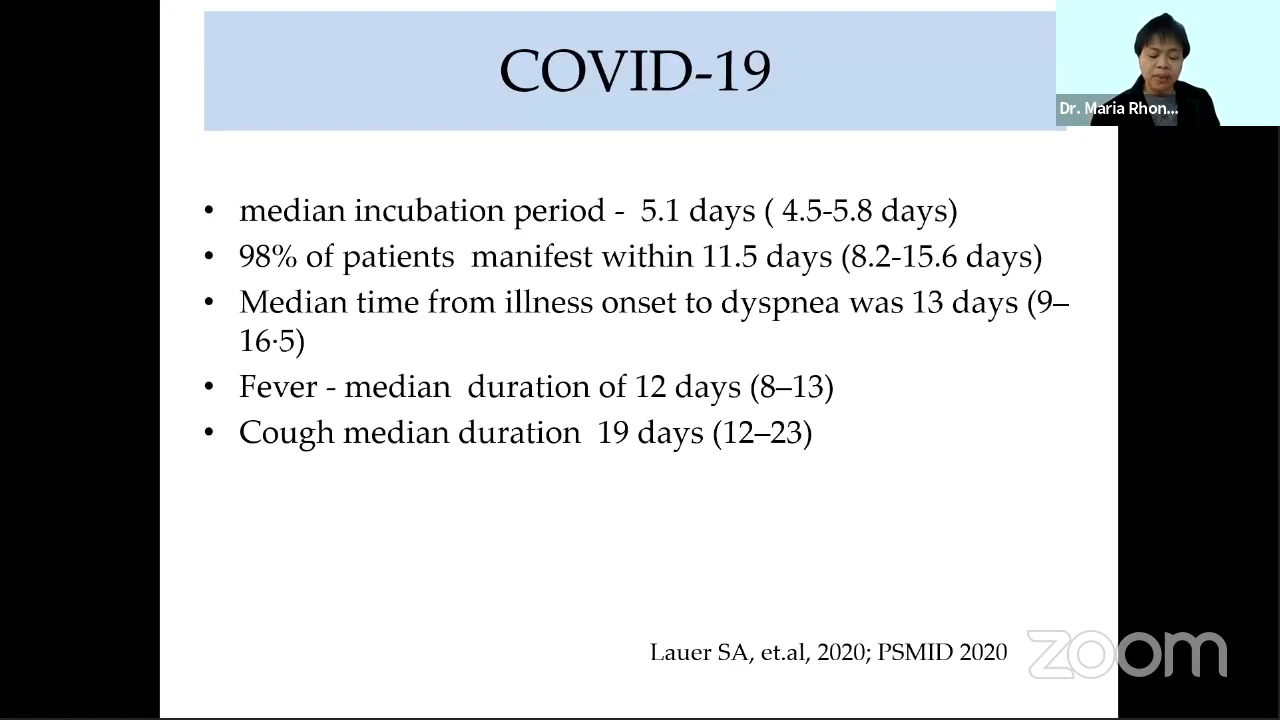 COVID-19
Dr. Maria Rhon...
• median incubation period - 5.1 days ( 4.5-5.8 days)
• 98% of patients manifest within 11.5 days (8.2-15.6 days)
• Median time from illness onset to dyspnea was 13 days (9–
16·5)
• Fever - median duration of 12 days (8–13)
• Cough median duration 19 days (12–23)
Lauer SA, et.al, 2020; PSMID 2020
zoom